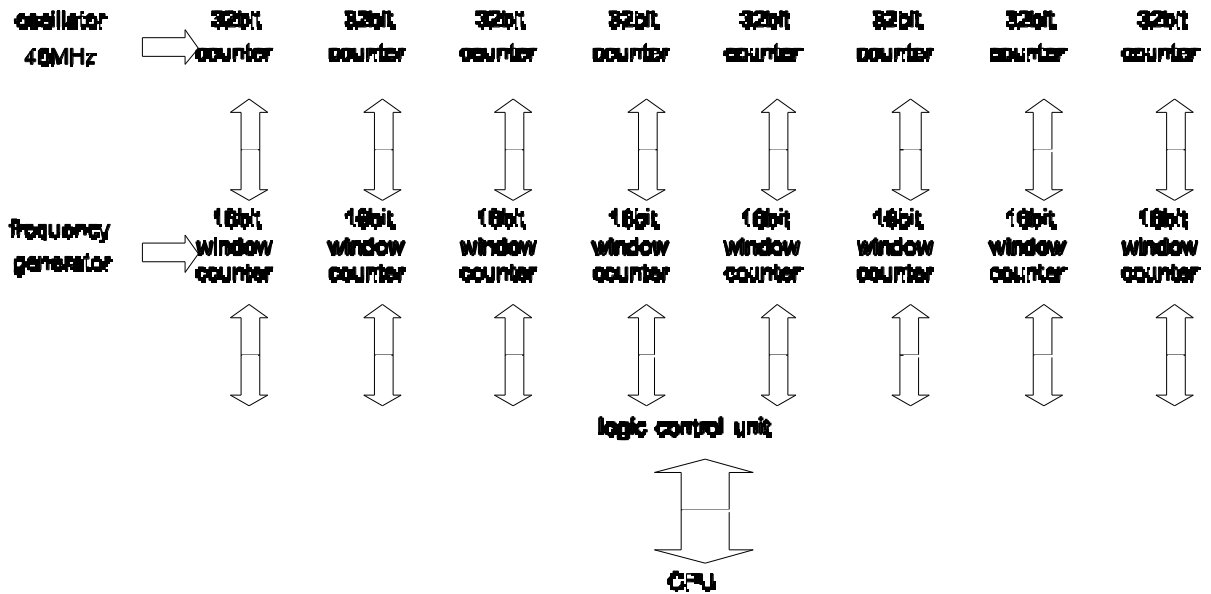 oscillator 32bit 32bit 32bit 32bit 32bit 32bit 32bit 32bit
40MHz counter counter counter counter counter counter counter counter
16bit 16bit 16bit 16bit 16bit 16bit 16bit 16bit
frequency window window window window window window window window
generator counter counter counter counter counter counter counter counter
logic control unit
CPU